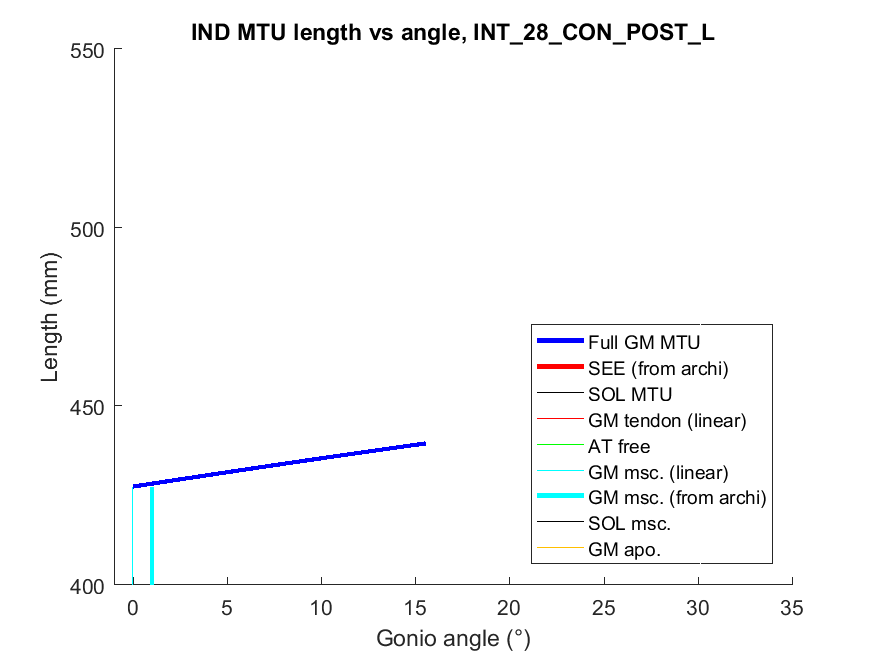 IND MTU length vs angle, INT_28_CON_POST_L
550
500
450
400
Length (mm)
Full GM MTU
SEE (from archi)
SOL MTU
GM tendon (linear)
AT free
GM msc. (linear)
GM msc. (from archi)
SOL msc.
GM apo.
0 5 10 15 20 25 30 35
Gonio angle (°)